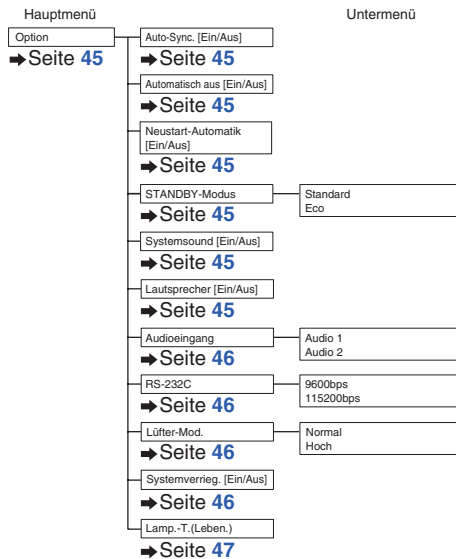 Hauptmenü
Untermenü
Option
➡Seite 45
Auto-Sync. [Ein/Aus]
➡Seite 45
Automatisch aus [Ein/Aus]
➡Seite 45
Neustart-Automatik
[Ein/Aus]
➡Seite 45
STANDBY-Modus
➡Seite 45
Standard
Eco
Systemsound [Ein/Aus]
➡Seite 45
Lautsprecher [Ein/Aus]
➡Seite 45
Audioeingang
➡Seite 46
Audio 1
Audio 2
RS-232C
➡Seite 46
9600bps
115200bps
Lüfter-Mod.
➡Seite 46
Normal
Hoch
Systemverrieg. [Ein/Aus]
➡Seite 46
Lamp.-T.(Leben.)
➡Seite 47